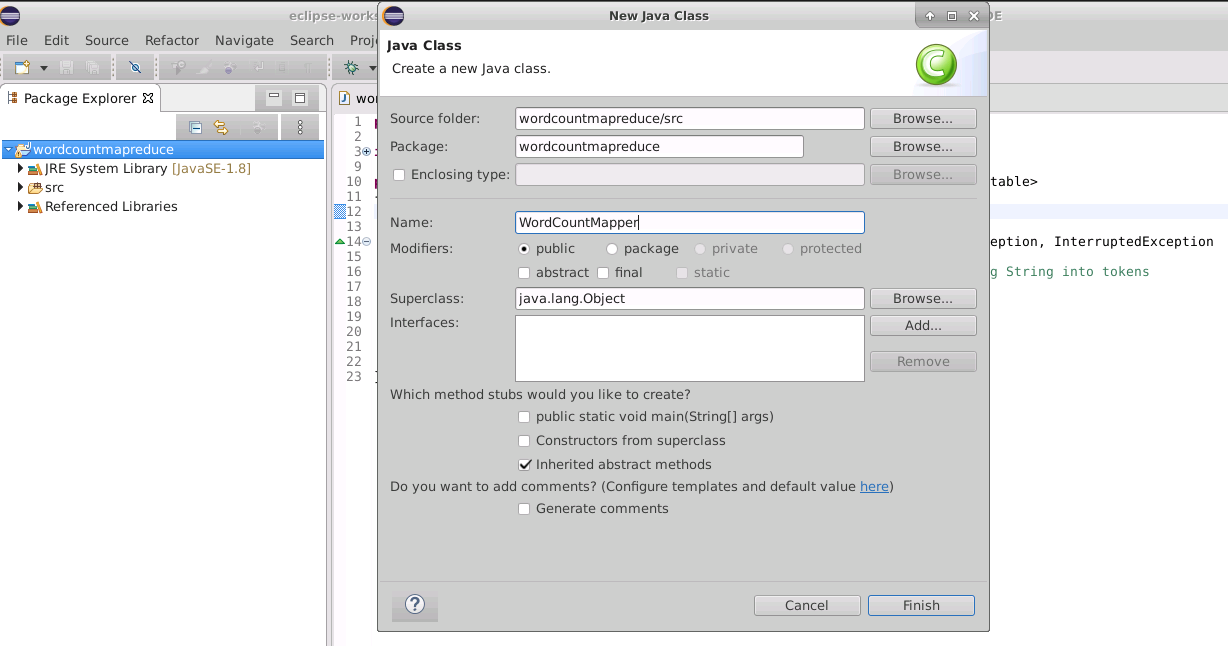 eclipse-works
New Java Class
DE
File Edit Source Refactor Navigate Search Proj
Java Class
Create a new Java class.
Package Explorer
wordcountmapreduce
JRE System Library [JavaSE-1.8]
src
Referenced Libraries
wor
1
2
3
9
10
11
12
13
14
15
16
17
18
19
20
21
22
23
Source folder: wordcountmapreduce/src Browse...
Package: wordcountmapreduce Browse...
Enclosing type: Browse...
Name: WordCountMapper
Modifiers: public package private protected
abstract final static
Superclass: java.lang.Object Browse...
Interfaces: Add...
Remove
Which method stubs would you like to create?
public static void main(String[] args)
Constructors from superclass
Inherited abstract methods
Do you want to add comments? (Configure templates and default value here)
Generate comments
? Cancel Finish
table>
eption, InterruptedException
g String into tokens